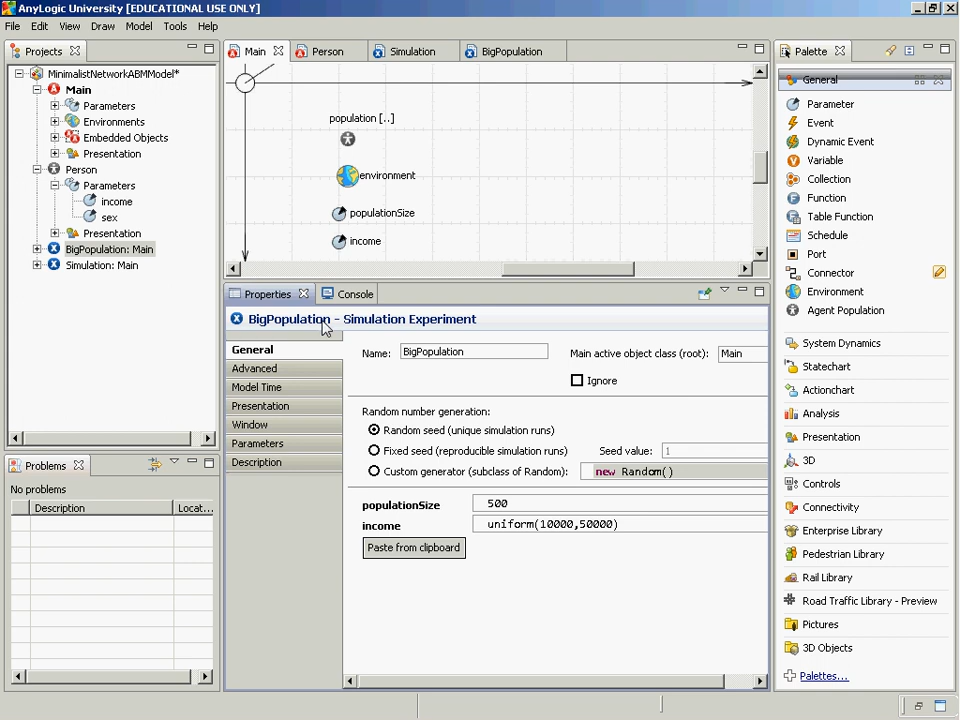 AnyLogic University [EDUCATIONAL USE ONLY]
File Edit View Draw Model Tools Help
Projects
MinimalistNetworkABMModel*
Main
Parameters
Environments
Embedded Objects
Presentation
Person
Parameters
income
sex
Presentation
BigPopulation: Main
Simulation: Main
Problems
No problems
Description Locat...
Main Person Simulation BigPopulation
population [..]
environment
populationSize
income
Properties Console
BigPopulation - Simulation Experiment
General
Advanced
Model Time
Presentation
Window
Parameters
Description
Name: BigPopulation Main active object class (root): Main
Ignore
Random number generation:
Random seed (unique simulation runs)
Fixed seed (reproducible simulation runs) Seed value: 1
Custom generator (subclass of Random): new Random()
populationSize 500
income uniform(10000,50000)
Paste from clipboard
Palette
General
Parameter
Event
Dynamic Event
Variable
Collection
Function
Table Function
Schedule
Port
Connector
Environment
Agent Population
System Dynamics
Statechart
Actionchart
Analysis
Presentation
3D
Controls
Connectivity
Enterprise Library
Pedestrian Library
Rail Library
Road Traffic Library - Preview
Pictures
3D Objects
Palettes...